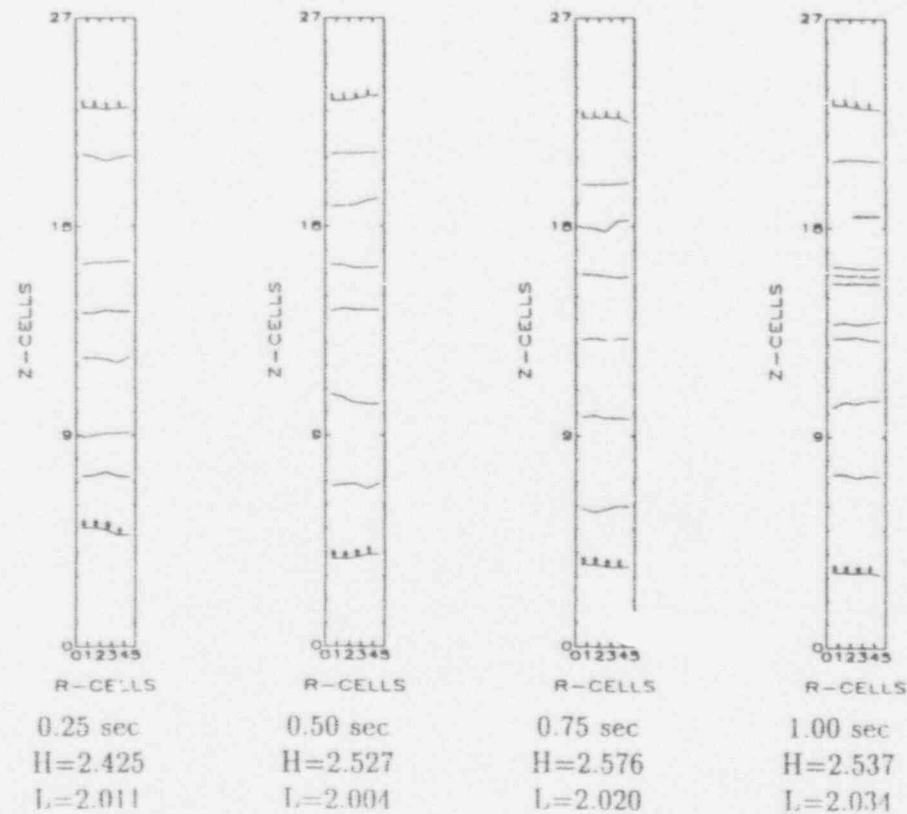 27 27 27 27
18 18 18 18
Z-CELLS Z-CELLS Z-CELLS Z-CELLS
9 9 9 9
0 0 0 0
012345 012345 012345 012345
R-CELLS R-CELLS R-CELLS R-CELLS
0.25 sec 0.50 sec 0.75 sec 1.00 sec
H=2.425 H=2.527 H=2.576 H=2.537
L=2.011 L=2.004 L=2.020 L=2.034